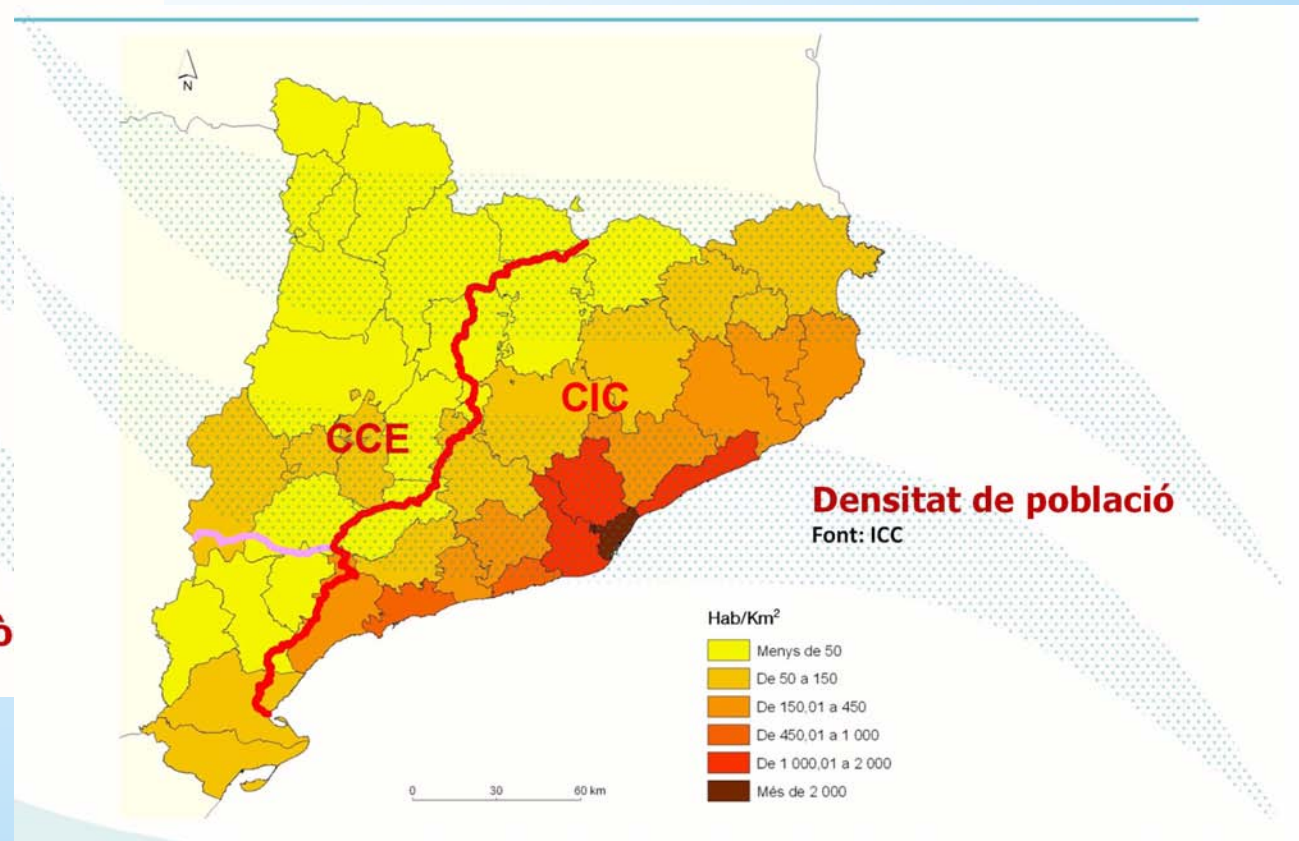 N
CIC
CCE
Densitat de població
Font: ICC
ò
Hab/Km²
Menys de 50
De 50 a 150
De 150,01 a 450
De 450,01 a 1 000
De 1 000,01 a 2 000
Més de 2 000
0 30 60 km